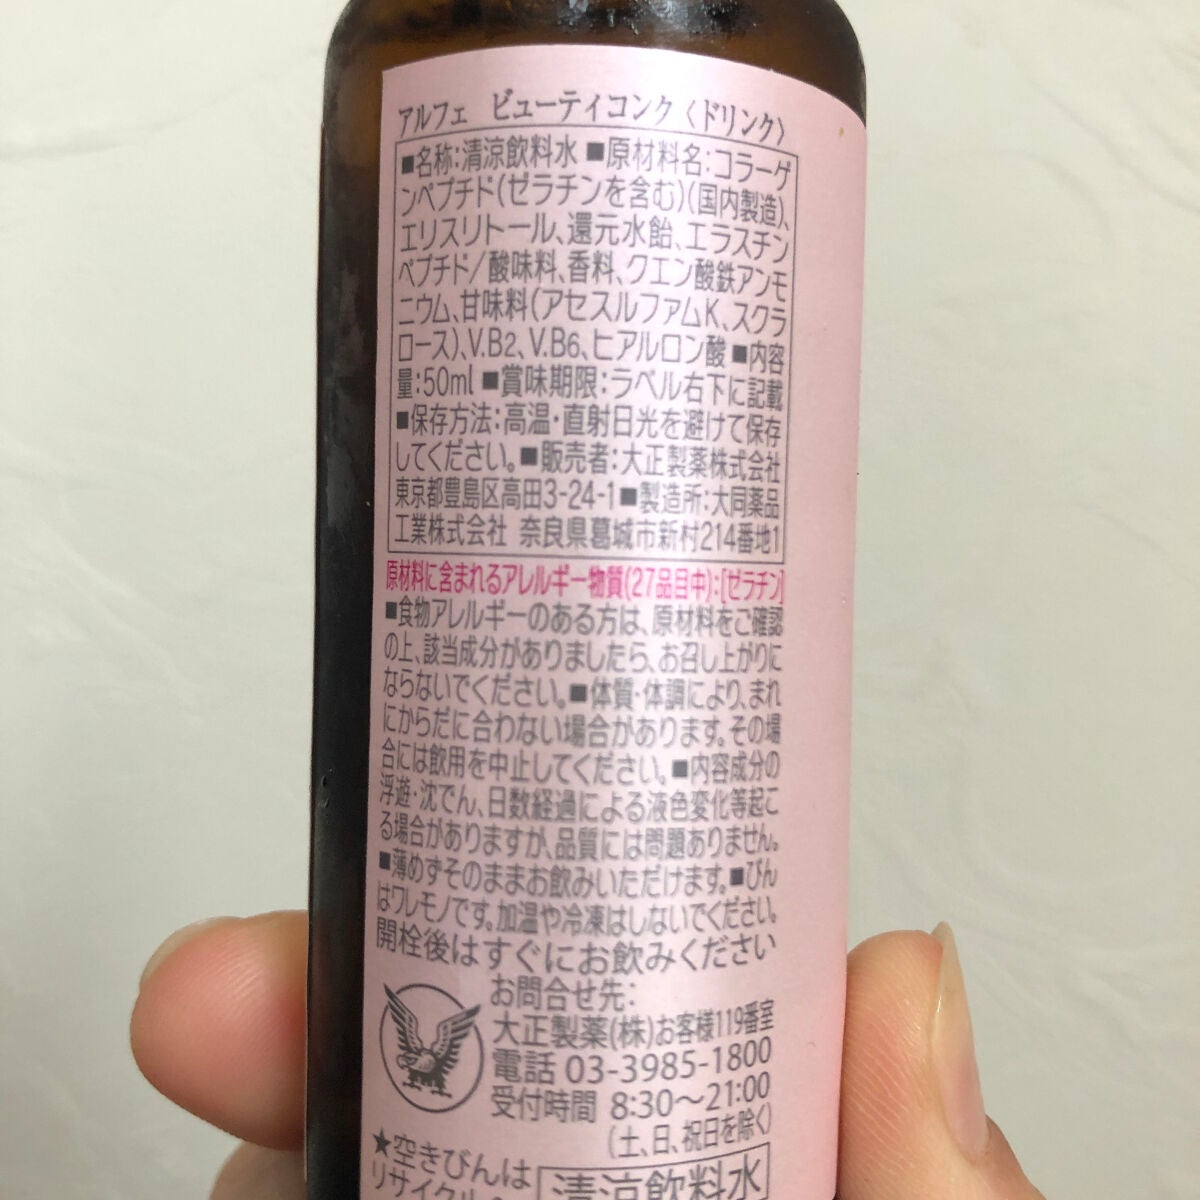 アルフェ ビューティコンク〈ドリンク〉
■名称:清涼飲料水 ■原材料名:コラーゲ
ンペプチド(ゼラチンを含む)(国内製造)、
エリスリトール、還元水飴、エラスチン
ペプチド/酸味料、香料、クエン酸鉄アンモ
ニウム、甘味料(アセスルファムK、スクラ
ロース)、V.B2、V.B6、ヒアルロン酸 ■内容
量:50ml ■賞味期限:ラベル右下に記載
■保存方法:高温・直射日光を避けて保存
してください。■販売者:大正製薬株式会社
東京都豊島区高田3-24-1■製造所:大同薬品
工業株式会社 奈良県葛城市新村214番地1
原材料に含まれるアレルギー物質(27品目中):[ゼラチン]
■食物アレルギーのある方は、原材料をご確認
の上、該当成分がありましたら、お召し上がりに
ならないでください。■体質・体調により、まれ
にからだに合わない場合があります。その場
合には飲用を中止してください。■内容成分の
浮遊・沈でん、日数経過による液色変化等起こ
る場合がありますが、品質には問題ありません。
■薄めずそのままお飲みいただけます。■びん
はワレモノです。加温や冷凍はしないでください。
開栓後はすぐにお飲みください
お問合せ先:
大正製薬(株)お客様119番室
電話 03-3985-1800
受付時間 8:30～21:00
(土、日、祝日を除く)
★空きびんは
リサイクル
清涼飲料水